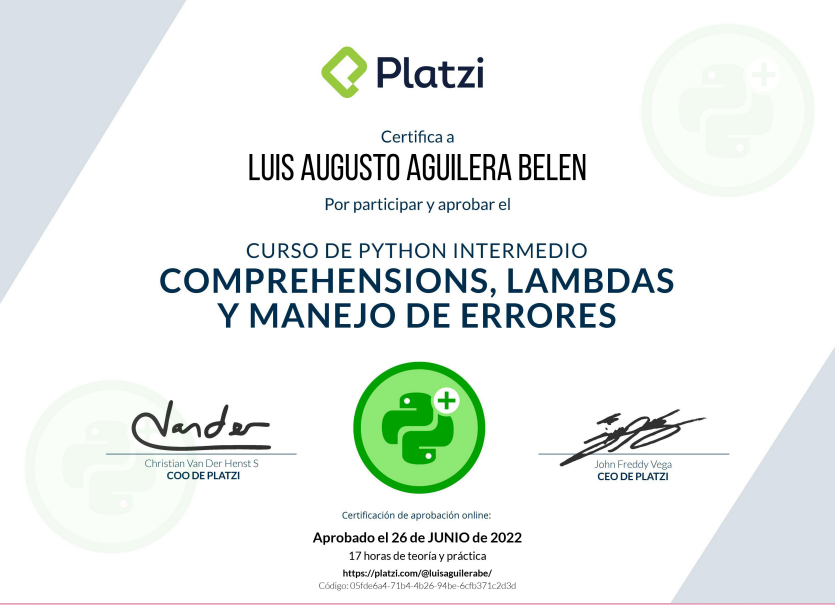 Platzi
Certifica a
LUIS AUGUSTO AGUILERA BELEN
Por participar y aprobar el
CURSO DE PYTHON INTERMEDIO
COMPREHENSIONS, LAMBDAS
Y MANEJO DE ERRORES
Vander
Christian Van Der Henst S
COO DE PLATZI
John Freddy Vega
CEO DE PLATZI
Certificación de aprobación online:
Aprobado el 26 de JUNIO de 2022
17 horas de teoría y práctica
https://platzi.com/@luisaguilerabe/
Código: 05fde6a4-71b4-4b26-94be-6cfb371c2d3d